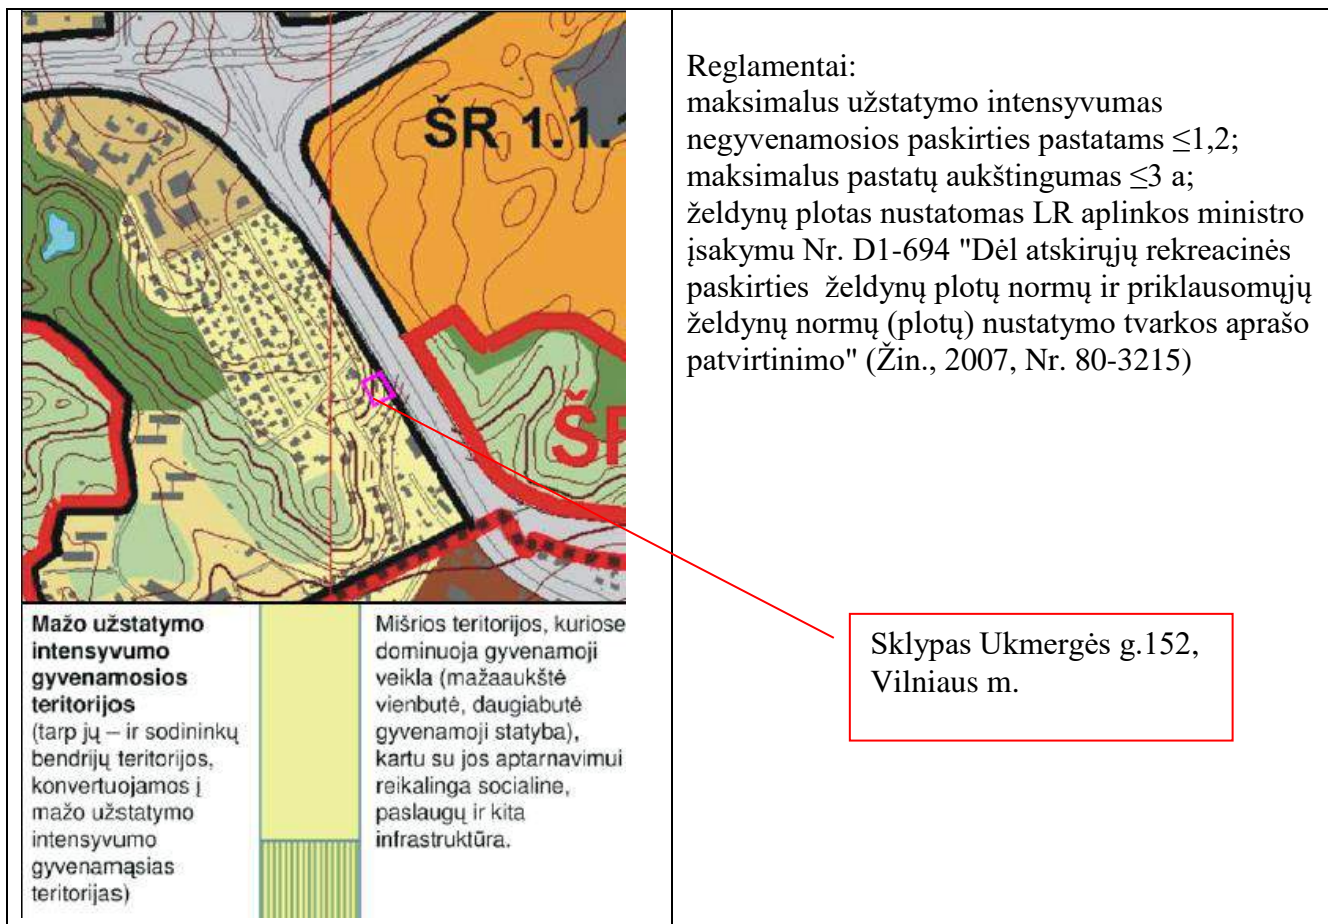 ŠR 1.1.1
ŠR
Mažo užstatymo
intensyvumo
gyvenamosios
teritorijos
(tarp jų – ir sodininkų
bendrijų teritorijos,
konvertuojamos į
mažo užstatymo
intensyvumo
gyvenamąsias
teritorijas)
Mišrios teritorijos, kuriose
dominuoja gyvenamoji
veikla (mažaaukštė
vienbutė, daugiabutė
gyvenamoji statyba),
kartu su jos aptarnavimui
reikalinga socialine,
paslaugų ir kita
infrastruktūra.
Reglamentai:
maksimalus užstatymo intensyvumas
negyvenamosios paskirties pastatams ≤1,2;
maksimalus pastatų aukštingumas ≤3 a;
želdynų plotas nustatomas LR aplinkos ministro
įsakymu Nr. D1-694 "Dėl atskirųjų rekreacinės
paskirties želdynų plotų normų ir priklausomųjų
želdynų normų (plotų) nustatymo tvarkos aprašo
patvirtinimo" (Žin., 2007, Nr. 80-3215)
Sklypas Ukmergės g.152,
Vilniaus m.